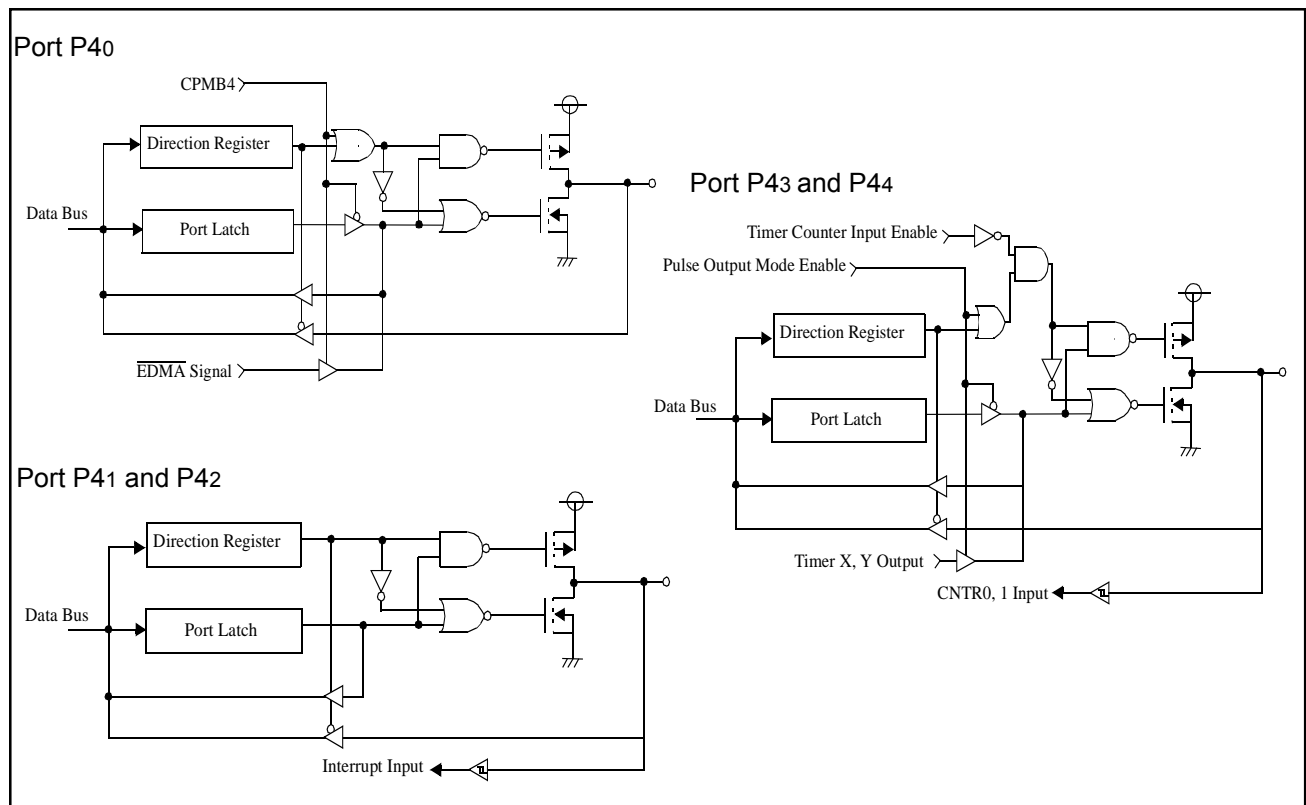 Port P40
CPMB4
Direction Register
Data Bus
Port Latch
EDMA Signal
Port P41 and P42
Direction Register
Data Bus
Port Latch
Interrupt Input
Port P43 and P44
Timer Counter Input Enable
Pulse Output Mode Enable
Direction Register
Data Bus
Port Latch
Timer X, Y Output
CNTR0, 1 Input